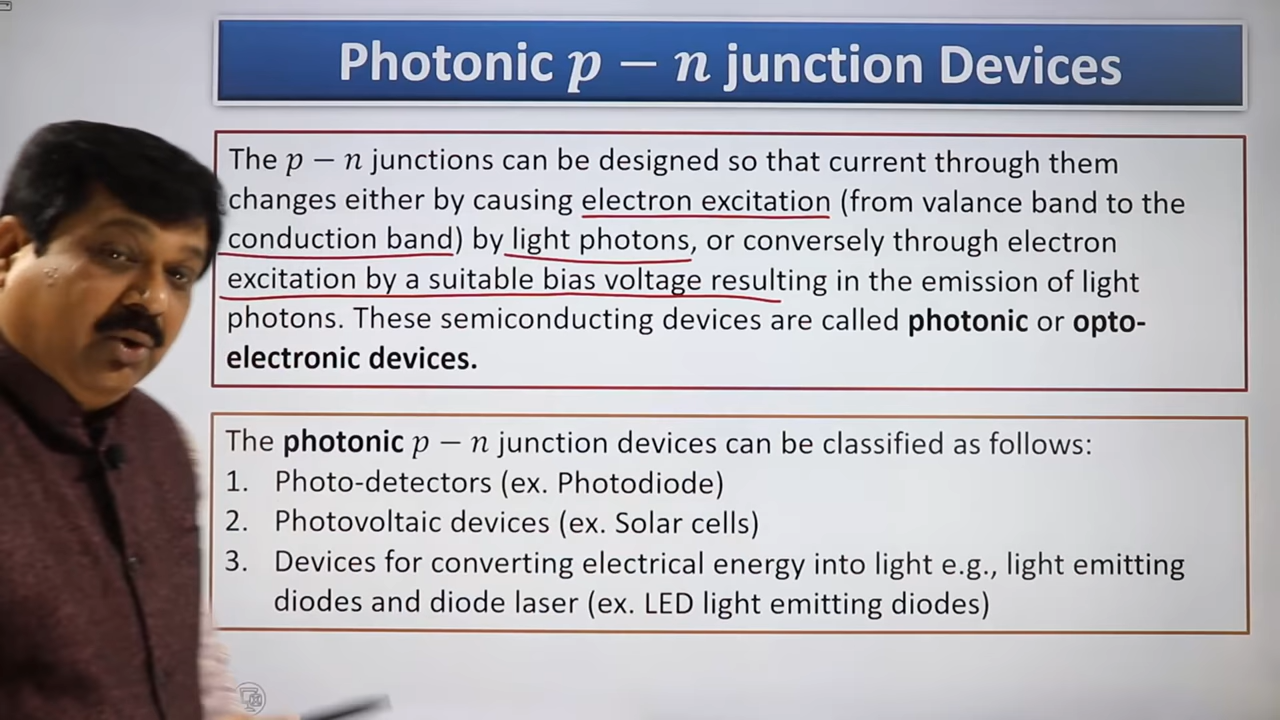 Photonic p − n junction Devices
The p − n junctions can be designed so that current through them
changes either by causing electron excitation (from valance band to the
conduction band) by light photons, or conversely through electron
excitation by a suitable bias voltage resulting in the emission of light
photons. These semiconducting devices are called photonic or opto-
electronic devices.
The photonic p − n junction devices can be classified as follows:
1. Photo-detectors (ex. Photodiode)
2. Photovoltaic devices (ex. Solar cells)
3. Devices for converting electrical energy into light e.g., light emitting
diodes and diode laser (ex. LED light emitting diodes)